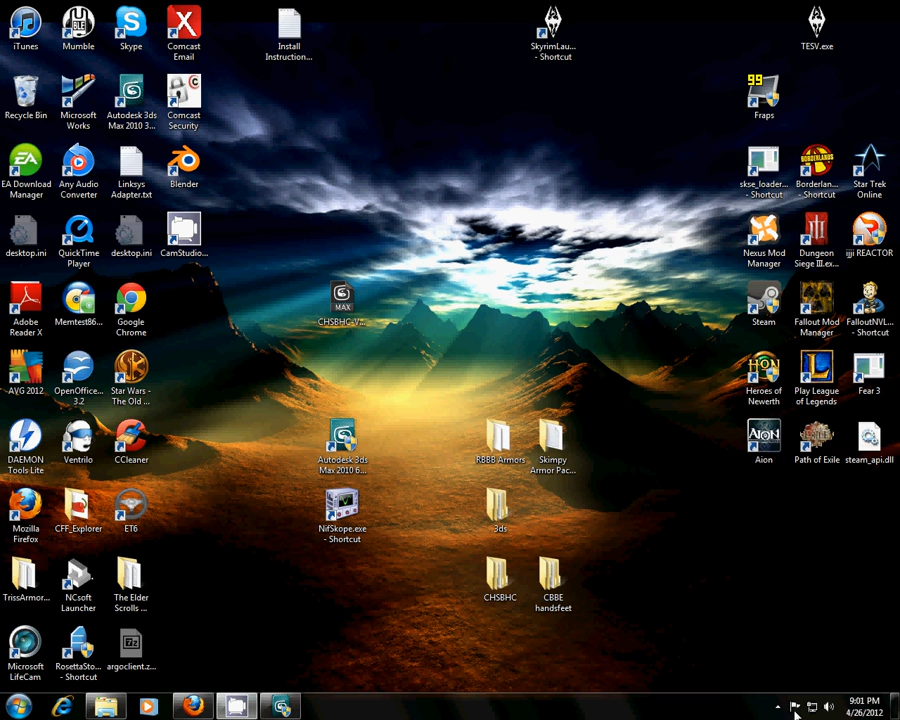 iTunes
Mumble
Skype
Comcast
Email
Install
Instruction...
SkyrimLau...
- Shortcut
TESV.exe
Recycle Bin
Microsoft
Works
Autodesk 3ds
Max 2010 3...
Comcast
Security
99
Fraps
EA
EA Download
Manager
Any Audio
Converter
Linksys
Adapter.txt
Blender
skse_loader...
- Shortcut
Borderlan...
- Shortcut
Star Trek
Online
desktop.ini
QuickTime
Player
desktop.ini
CamStudio...
Nexus Mod
Manager
Dungeon
Siege III.ex...
ijji REACTOR
Adobe
Reader X
Memtest86...
Google
Chrome
MAX
CHSBHC-V...
Steam
Fallout Mod
Manager
FalloutNVL...
- Shortcut
AVG 2012
OpenOffice...
3.2
Star Wars -
The Old ...
HON
Heroes of
Newerth
Play League
of Legends
Fear 3
DAEMON
Tools Lite
Ventrilo
CCleaner
Autodesk 3ds
Max 2010 6...
RBBB Armors
Skimpy
Armor Pac...
AION
Aion
Path of Exile
steam_api.dll
Mozilla
Firefox
CFF_Explorer
ET6
NifSkope.exe
- Shortcut
3ds
TrissArmor...
NCsoft
Launcher
The Elder
Scrolls ...
CHSBHC
CBBE
handsfeet
Microsoft
LifeCam
RosettaSto...
- Shortcut
7z
argoclient.z...
9:01 PM
4/26/2012